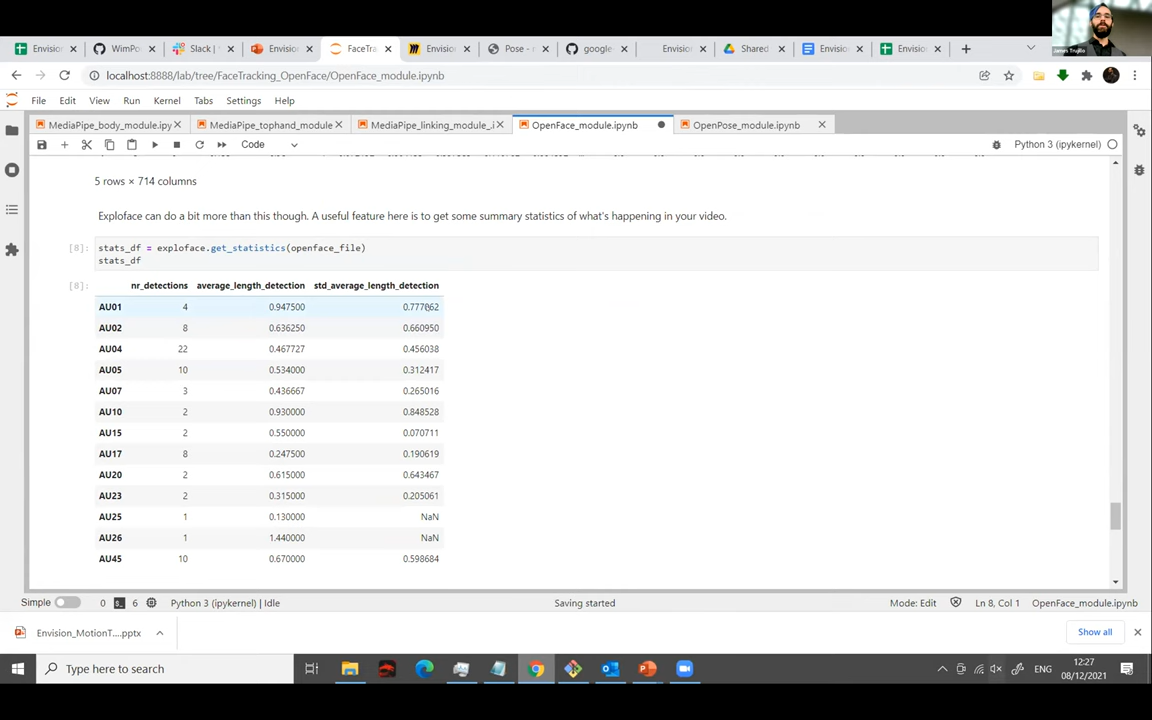 Envision
WimPo
Slack |
Envision
FaceTra
Envision
Pose -
google-
Envision
Shared
Envision
Envision
James Trujillo
localhost:8888/lab/tree/FaceTracking_OpenFace/OpenFace_module.ipynb
File Edit View Run Kernel Tabs Settings Help
MediaPipe_body_module.ipy
MediaPipe_tophand_module
MediaPipe_linking_module_.i
OpenFace_module.ipynb
OpenPose_module.ipynb
Code
Python 3 (ipykernel)
5 rows × 714 columns
Exploface can do a bit more than this though. A useful feature here is to get some summary statistics of what's happening in your video.
[8]: stats_df = exploface.get_statistics(openface_file)
stats_df
[8]: nr_detections average_length_detection std_average_length_detection
AU01 4 0.947500
AU02 8 0.636250 0.660950
AU04 22 0.467727 0.456038
AU05 10 0.534000 0.312417
AU07 3 0.436667 0.265016
AU10 2 0.930000 0.848528
AU15 2 0.550000 0.070711
AU17 8 0.247500 0.190619
AU20 2 0.615000 0.643467
AU23 2 0.315000 0.205061
AU25 1 0.130000 NaN
AU26 1 1.440000 NaN
AU45 10 0.670000 0.598684
Simple 0 6 Python 3 (ipykernel) | Idle Saving started Mode: Edit Ln 8, Col 1 OpenFace_module.ipynb
Envision_MotionT....pptx
Show all
Type here to search
ENG
12:27
08/12/2021